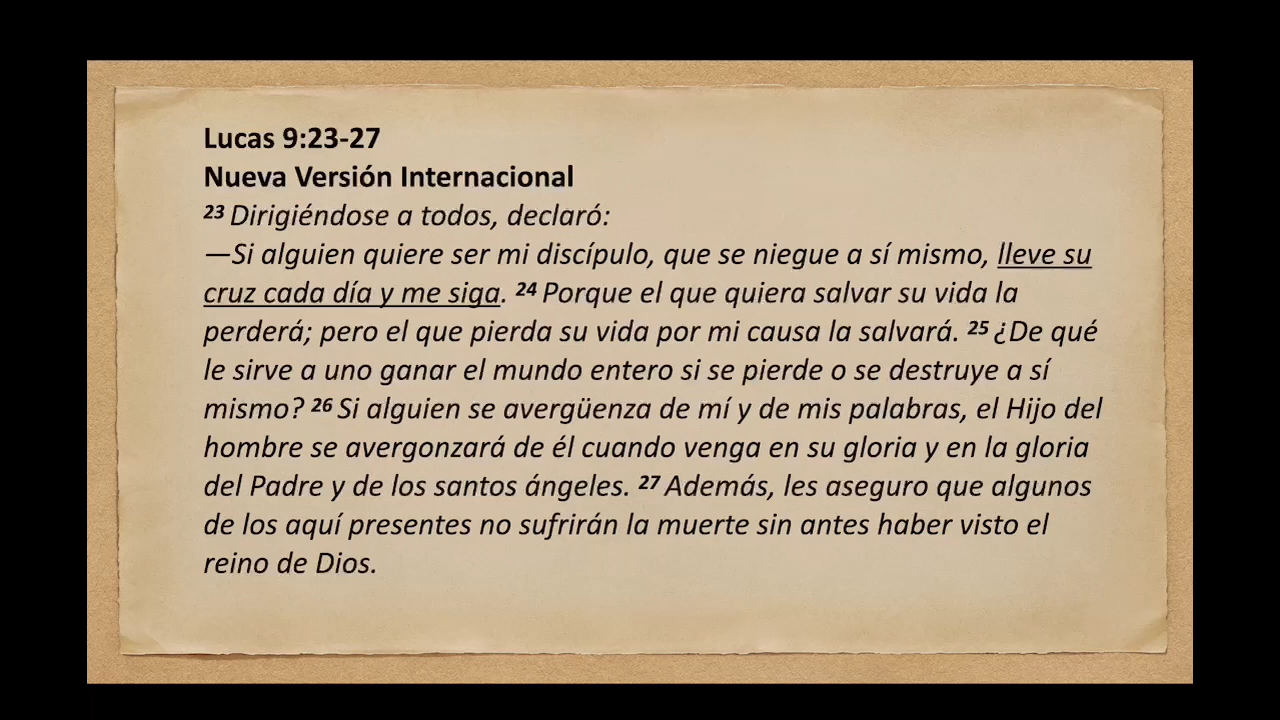 Lucas 9:23-27
Nueva Versión Internacional
23 Dirigiéndose a todos, declaró:
—Si alguien quiere ser mi discípulo, que se niegue a sí mismo, lleve su
cruz cada día y me siga. 24 Porque el que quiera salvar su vida la
perderá; pero el que pierda su vida por mi causa la salvará. 25 ¿De qué
le sirve a uno ganar el mundo entero si se pierde o se destruye a sí
mismo? 26 Si alguien se avergüenza de mí y de mis palabras, el Hijo del
hombre se avergonzará de él cuando venga en su gloria y en la gloria
del Padre y de los santos ángeles. 27 Además, les aseguro que algunos
de los aquí presentes no sufrirán la muerte sin antes haber visto el
reino de Dios.